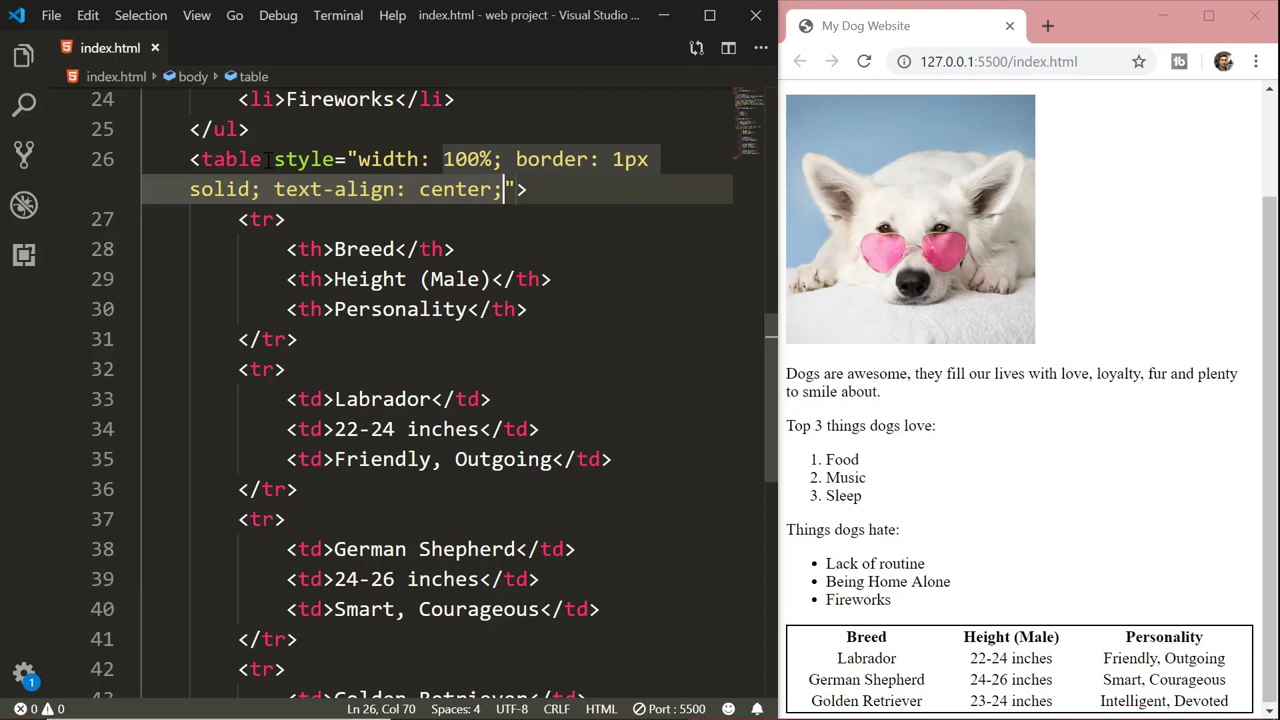 File Edit Selection View Go Debug Terminal Help index.html - web project - Visual Studio ...
index.html
index.html body table
24 <li>Fireworks</li>
25 </ul>
26 <table style="width: 100%; border: 1px
solid; text-align: center;">
27 <tr>
28 <th>Breed</th>
29 <th>Height (Male)</th>
30 <th>Personality</th>
31 </tr>
32 <tr>
33 <td>Labrador</td>
34 <td>22-24 inches</td>
35 <td>Friendly, Outgoing</td>
36 </tr>
37 <tr>
38 <td>German Shepherd</td>
39 <td>24-26 inches</td>
40 <td>Smart, Courageous</td>
41 </tr>
42 <tr>
43 <td>Golden Retriever</td>
1
0 0 Ln 26, Col 70 Spaces: 4 UTF-8 CRLF HTML Port : 5500
My Dog Website
127.0.0.1:5500/index.html
Dogs are awesome, they fill our lives with love, loyalty, fur and plenty
to smile about.
Top 3 things dogs love:
1. Food
2. Music
3. Sleep
Things dogs hate:
• Lack of routine
• Being Home Alone
• Fireworks
Breed Height (Male) Personality
Labrador 22-24 inches Friendly, Outgoing
German Shepherd 24-26 inches Smart, Courageous
Golden Retriever 23-24 inches Intelligent, Devoted